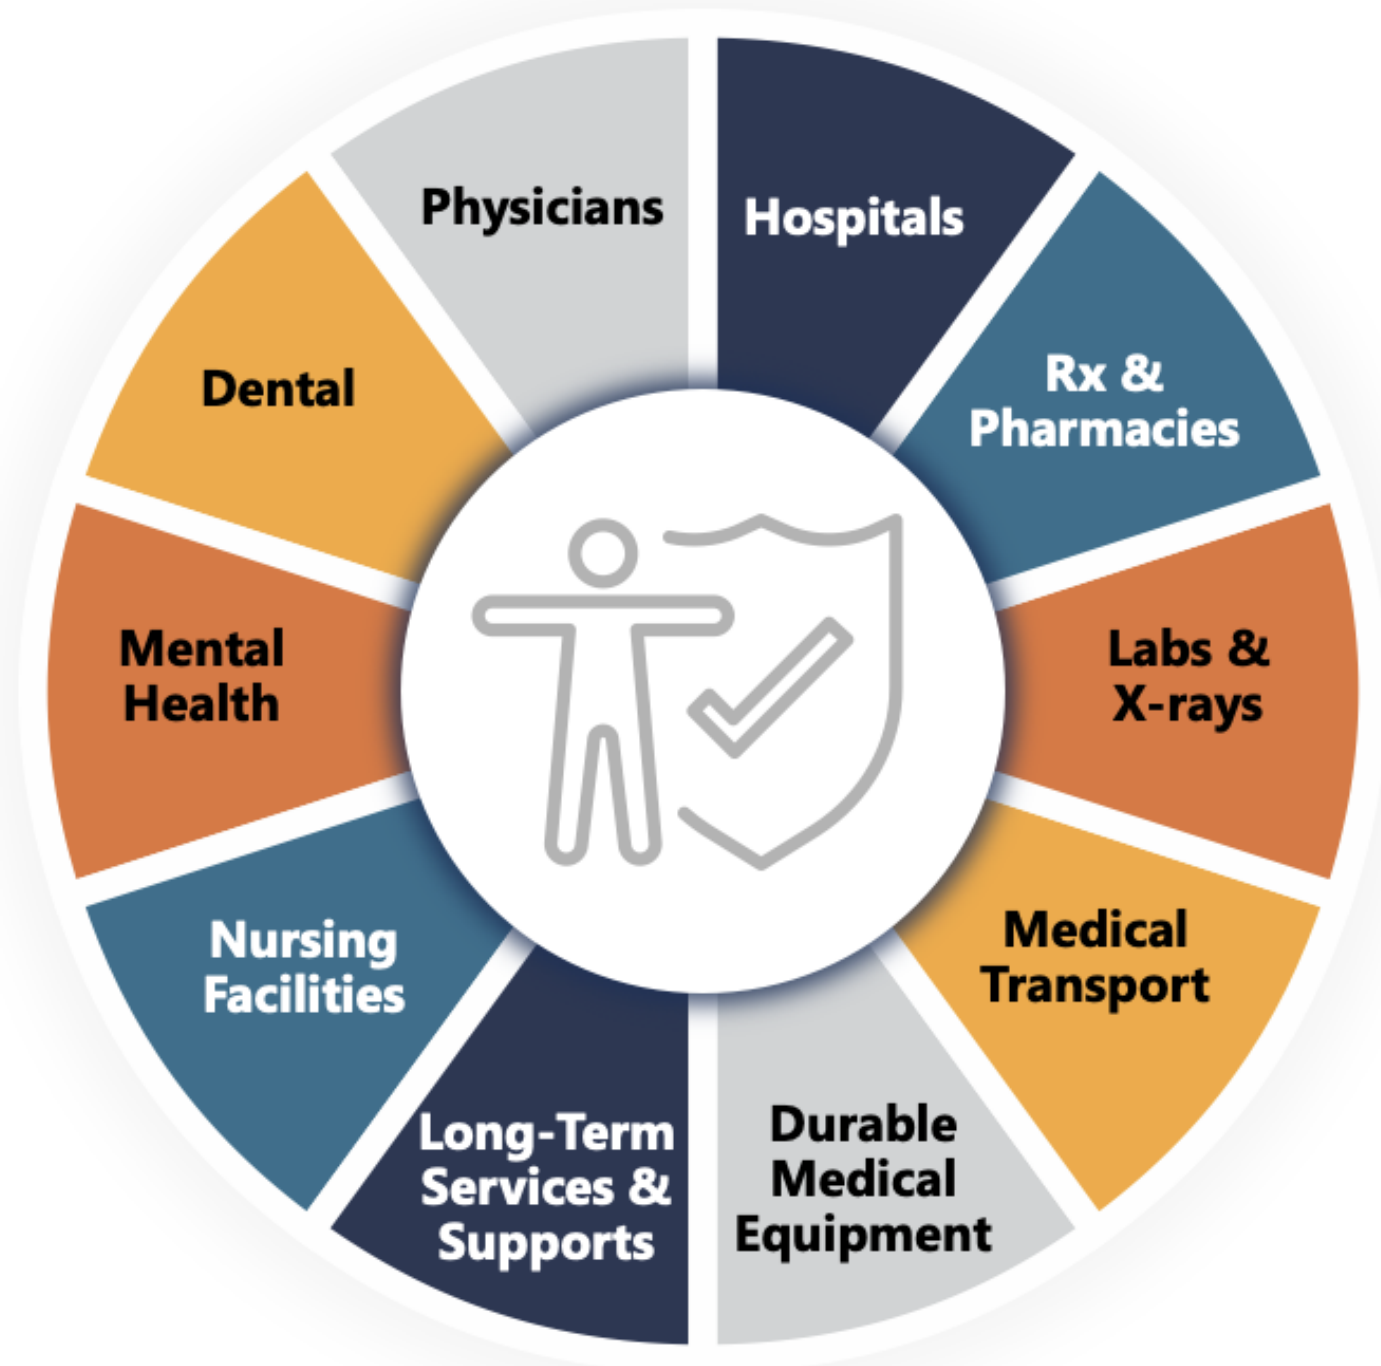 Physicians
Hospitals
Rx &
Pharmacies
Labs &
X-rays
Medical
Transport
Durable
Medical
Equipment
Long-Term
Services &
Supports
Nursing
Facilities
Mental
Health
Dental